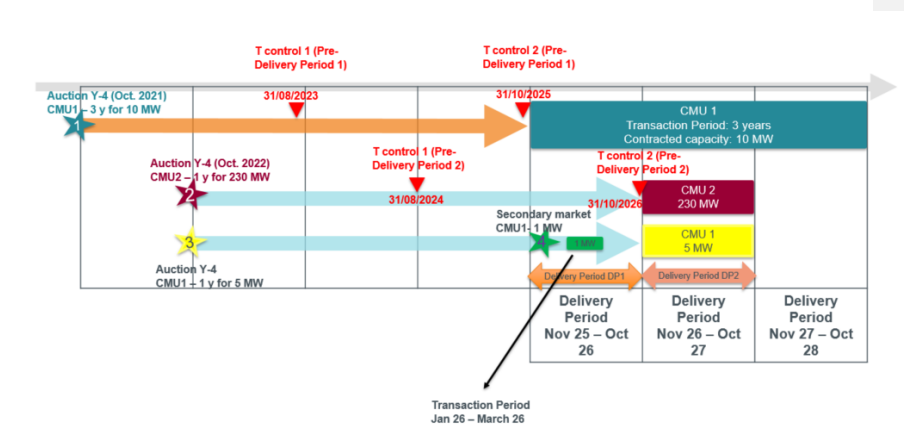 T control 1 (Pre-
Delivery Period 1)
T control 2 (Pre-
Delivery Period 1)
Auction Y-4 (Oct. 2021)
CMU1 – 3 y for 10 MW
1
31/08/2023
31/10/2025
CMU 1
Transaction Period: 3 years
Contracted capacity: 10 MW
Auction Y-4 (Oct. 2022)
CMU2 – 1 y for 230 MW
2
T control 1 (Pre-
Delivery Period 2)
31/08/2024
T control 2 (Pre-
Delivery Period 2)
31/10/2026
CMU 2
230 MW
Secondary market
CMU1- 1 MW
3
4
1 MW
CMU 1
5 MW
Auction Y-4
CMU1 – 1 y for 5 MW
Delivery Period DP1
Delivery Period DP2
Delivery
Period
Nov 25 – Oct
26
Delivery
Period
Nov 26 – Oct
27
Delivery
Period
Nov 27 – Oct
28
Transaction Period
Jan 26 – March 26